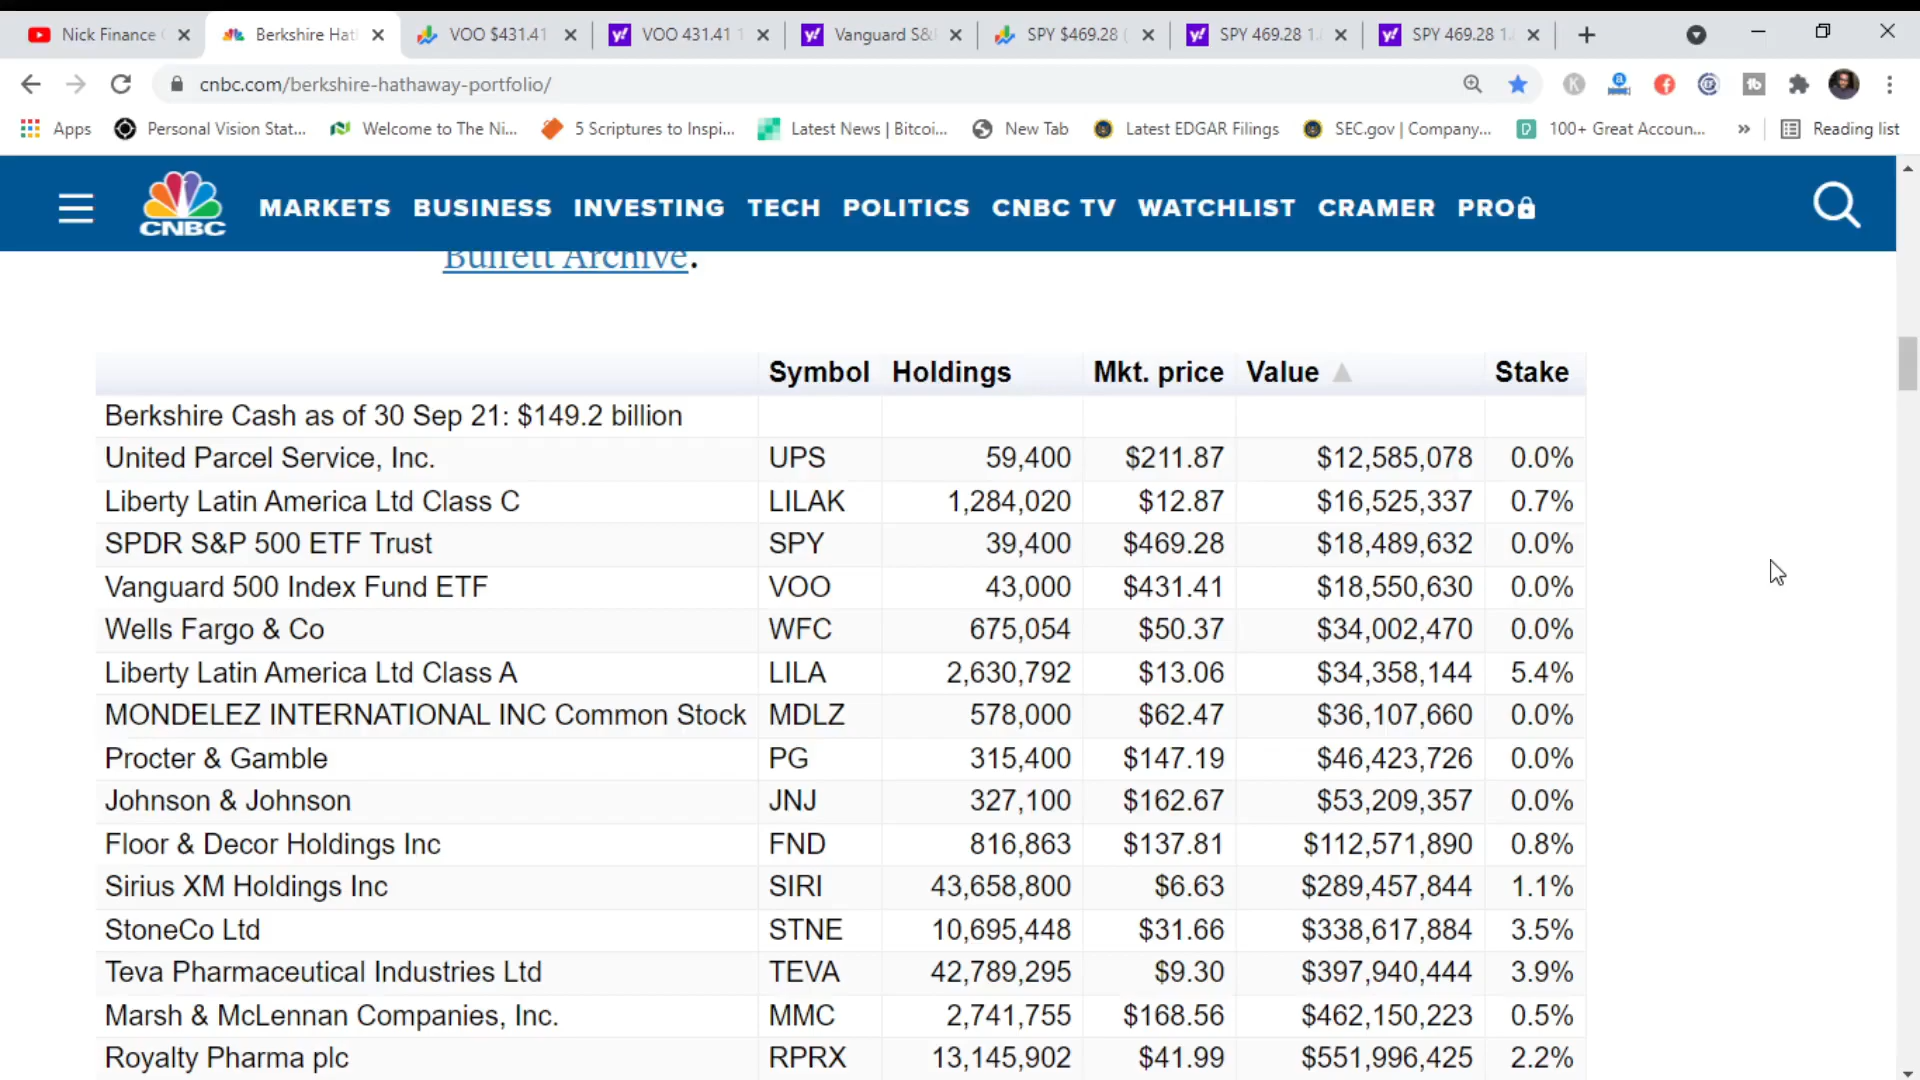 Nick Finance
Berkshire Hat
VOO $431.41
VOO 431.41 1
Vanguard S&
SPY $469.28 (
SPY 469.28 1.
SPY 469.28 1.
cnbc.com/berkshire-hathaway-portfolio/
Apps
Personal Vision Stat...
Welcome to The Ni...
5 Scriptures to Inspi...
Latest News | Bitcoi...
New Tab
Latest EDGAR Filings
SEC.gov | Company...
100+ Great Accoun...
»
Reading list
CNBC
MARKETS BUSINESS INVESTING TECH POLITICS CNBC TV WATCHLIST CRAMER PRO
Buffett Archive.
Symbol Holdings Mkt. price Value Stake
Berkshire Cash as of 30 Sep 21: $149.2 billion
United Parcel Service, Inc. UPS 59,400 $211.87 $12,585,078 0.0%
Liberty Latin America Ltd Class C LILAK 1,284,020 $12.87 $16,525,337 0.7%
SPDR S&P 500 ETF Trust SPY 39,400 $469.28 $18,489,632 0.0%
Vanguard 500 Index Fund ETF VOO 43,000 $431.41 $18,550,630 0.0%
Wells Fargo & Co WFC 675,054 $50.37 $34,002,470 0.0%
Liberty Latin America Ltd Class A LILA 2,630,792 $13.06 $34,358,144 5.4%
MONDELEZ INTERNATIONAL INC Common Stock MDLZ 578,000 $62.47 $36,107,660 0.0%
Procter & Gamble PG 315,400 $147.19 $46,423,726 0.0%
Johnson & Johnson JNJ 327,100 $162.67 $53,209,357 0.0%
Floor & Decor Holdings Inc FND 816,863 $137.81 $112,571,890 0.8%
Sirius XM Holdings Inc SIRI 43,658,800 $6.63 $289,457,844 1.1%
StoneCo Ltd STNE 10,695,448 $31.66 $338,617,884 3.5%
Teva Pharmaceutical Industries Ltd TEVA 42,789,295 $9.30 $397,940,444 3.9%
Marsh & McLennan Companies, Inc. MMC 2,741,755 $168.56 $462,150,223 0.5%
Royalty Pharma plc RPRX 13,145,902 $41.99 $551,996,425 2.2%